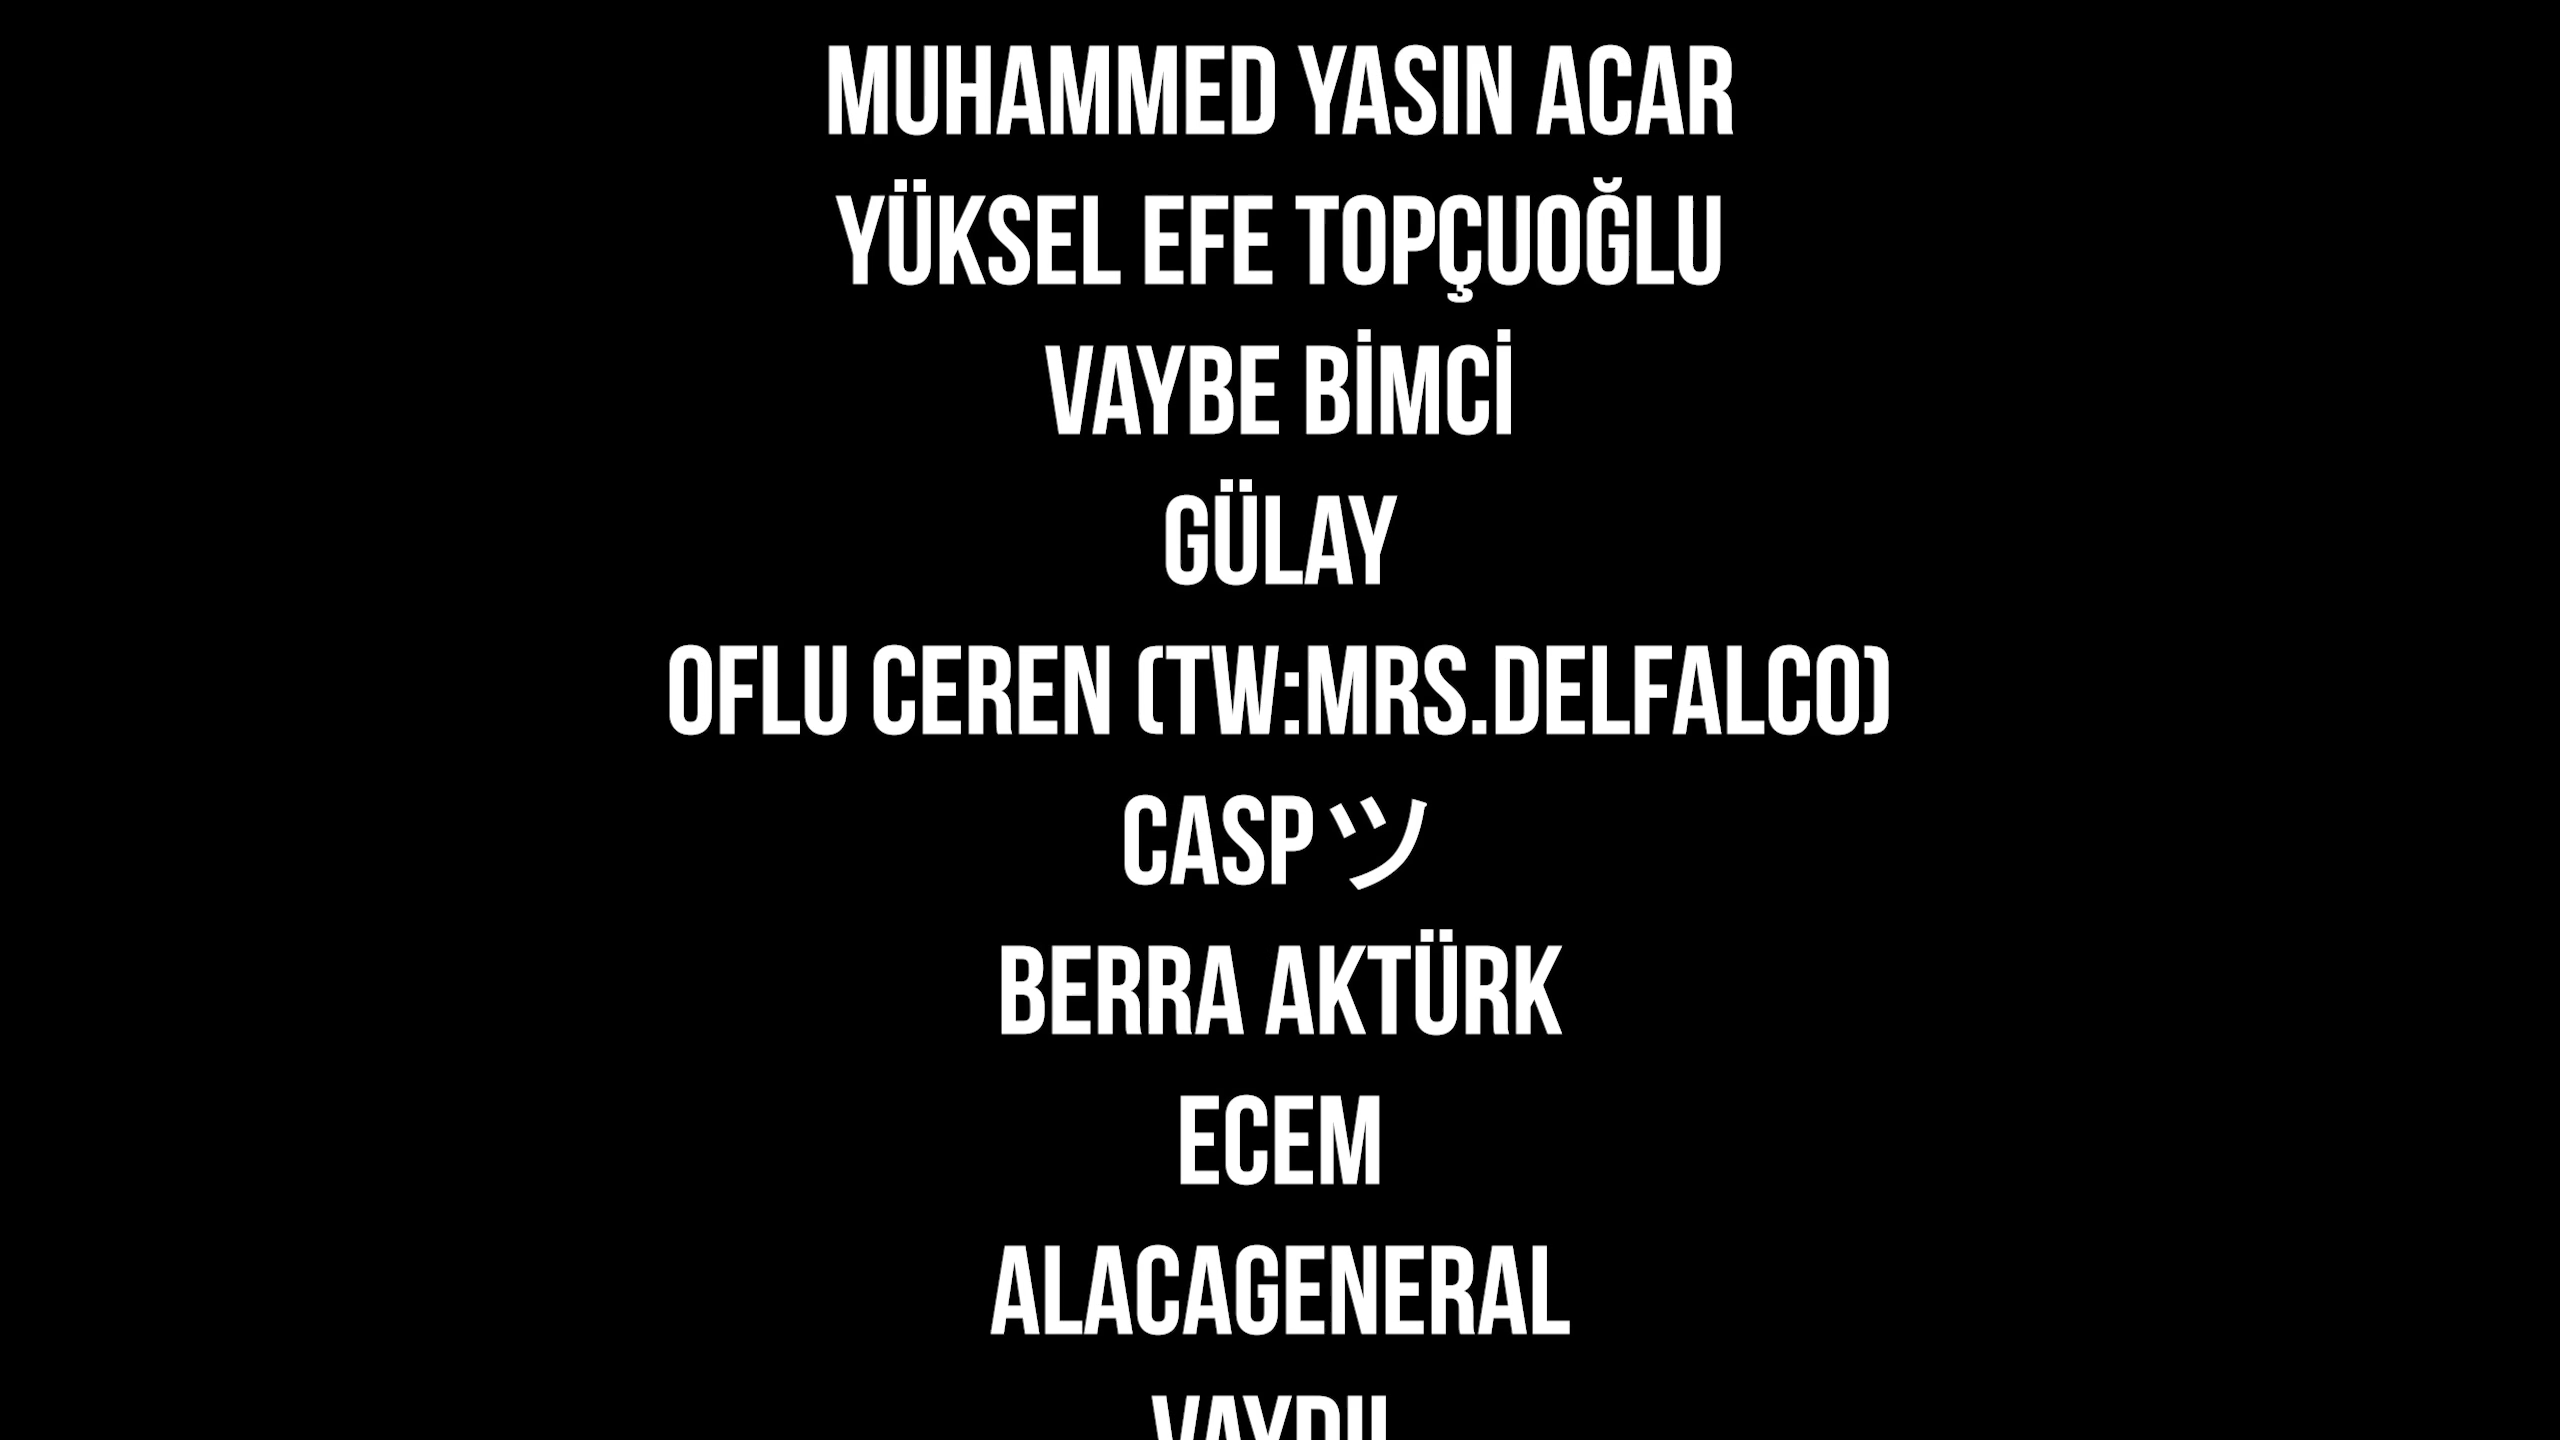 MUHAMMED YASIN ACAR
YÜKSEL EFE TOPÇUOĞLU
VAYBE BİMCİ
GÜLAY
OFLU CEREN (TW:MRS.DELFALCO)
CASPツ
BERRA AKTÜRK
ECEM
ALACAGENERAL